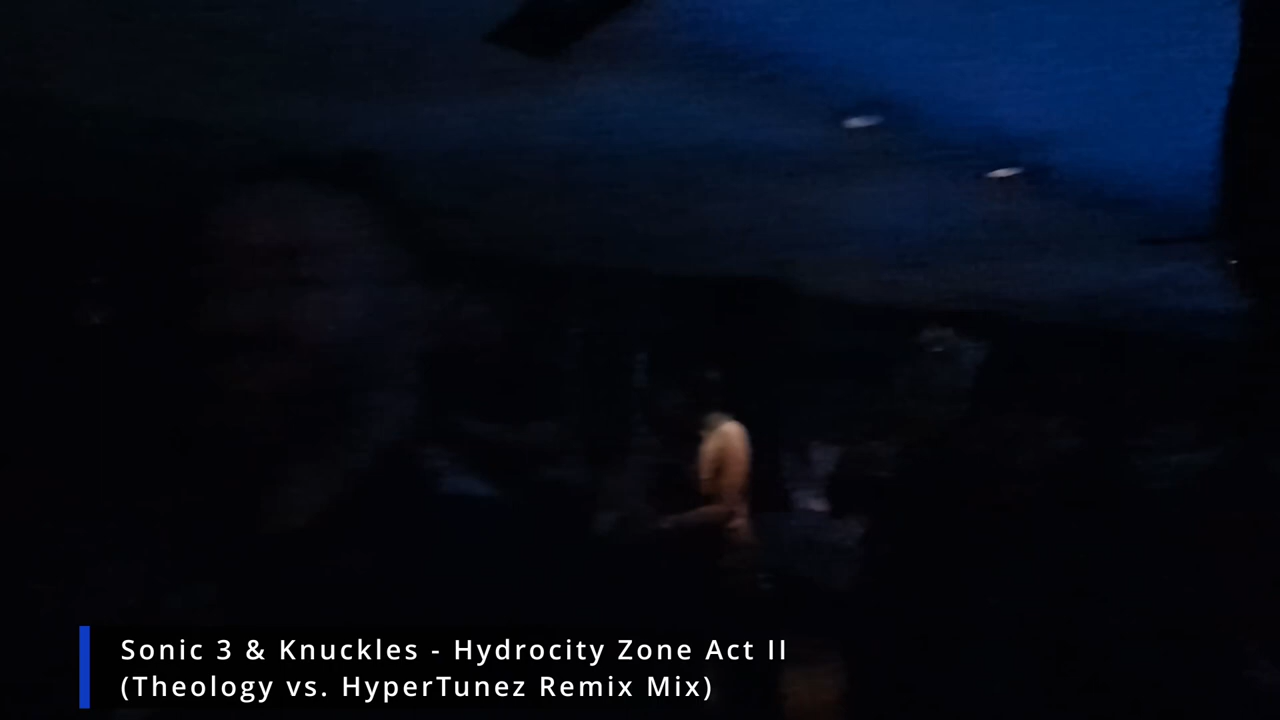 Sonic 3 & Knuckles - Hydrocity Zone Act II
(Theology vs. HyperTunez Remix Mix)